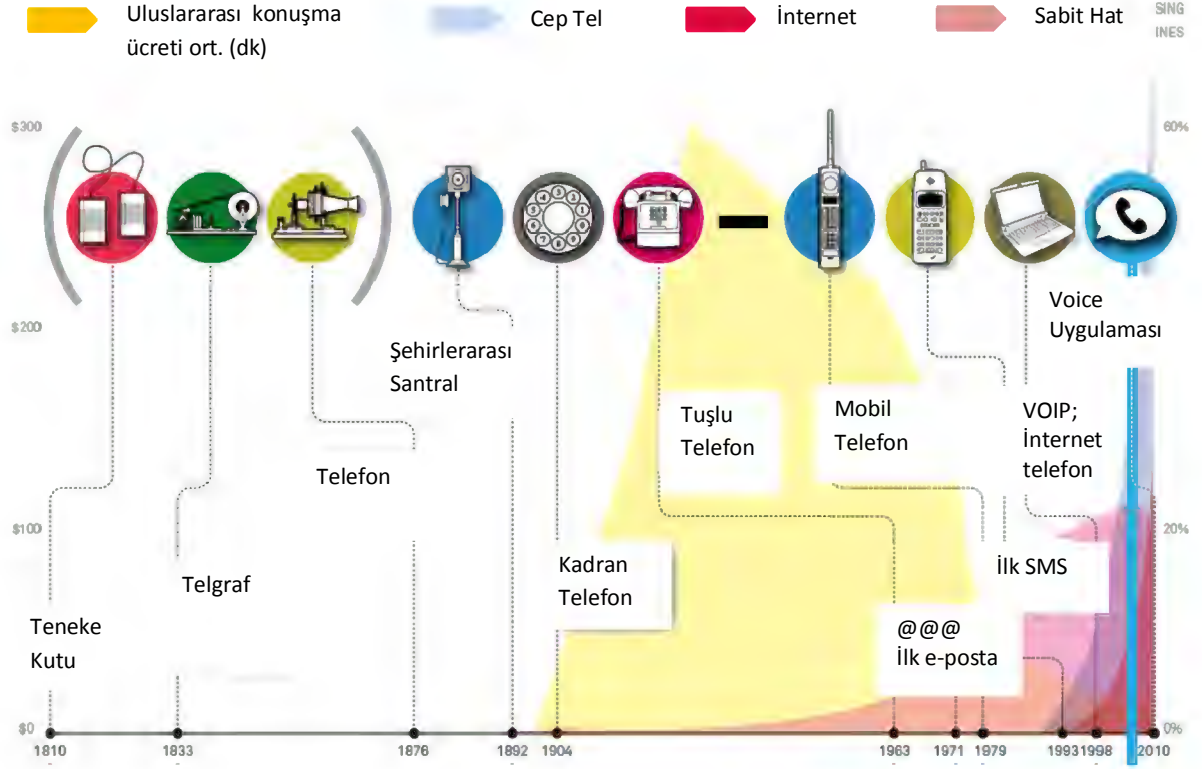 Uluslararası konuşma
ücreti ort. (dk)
Cep Tel
İnternet
Sabit Hat
SING
INES
$300
60%
$200
Voice
Uygulaması
Şehirlerarası
Santral
Tuşlu
Telefon
Mobil
Telefon
VOIP;
İnternet
telefon
Telefon
$100
20%
Telgraf
Kadran
Telefon
İlk SMS
Teneke
Kutu
@@@
İlk e-posta
$0
0%
1810
1833
1876
1892
1904
1963
1971
1979
1993
1998
2010